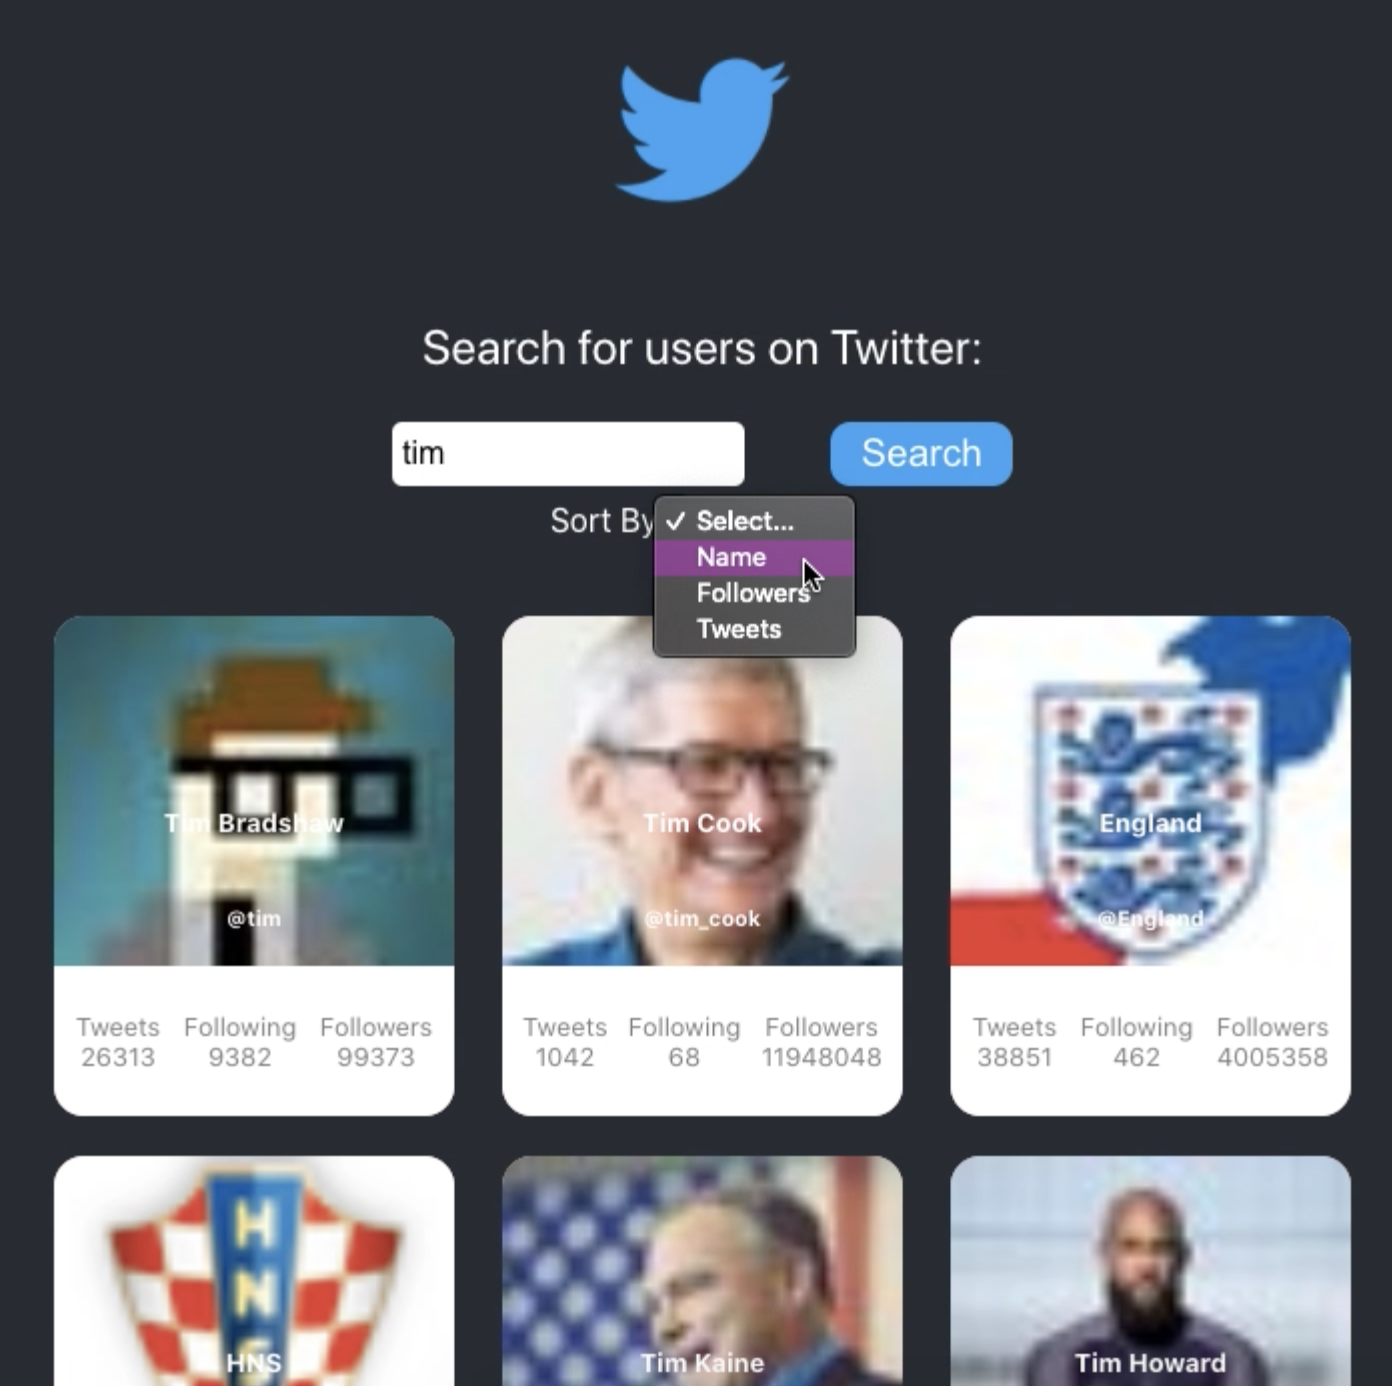 Search for users on Twitter:
tim
Search
Sort By
✓ Select...
Name
Followers
Tweets
Tim Bradshaw
@tim
Tweets Following Followers
26313 9382 99373
Tim Cook
@tim_cook
Tweets Following Followers
1042 68 11948048
England
@England
Tweets Following Followers
38851 462 4005358
HNS
HNS
Tim Kaine
Tim Howard